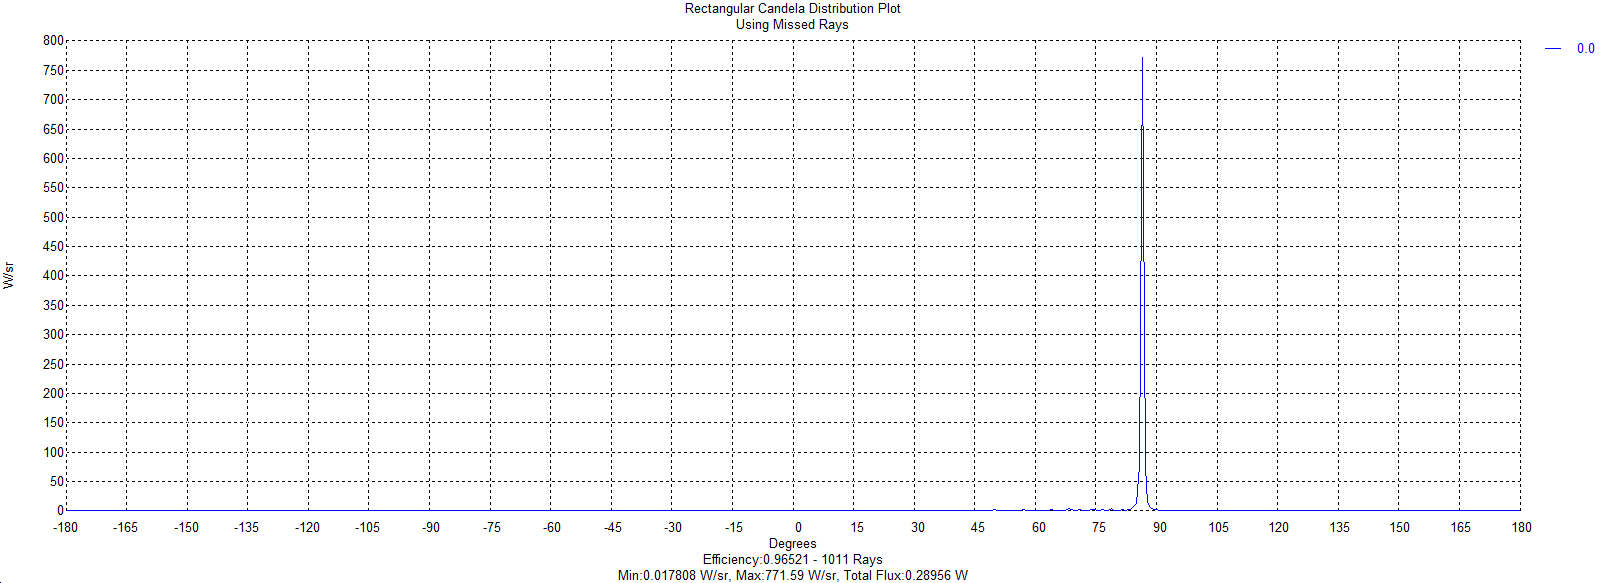 Rectangular Candela Distribution Plot
Using Missed Rays
0.0
800
750
700
650
600
550
500
450
400
350
300
250
200
150
100
50
0
W/sr
-180 -165 -150 -135 -120 -105 -90 -75 -60 -45 -30 -15 0 15 30 45 60 75 90 105 120 135 150 165 180
Degrees
Efficiency:0.96521 - 1011 Rays
Min:0.017808 W/sr, Max:771.59 W/sr, Total Flux:0.28956 W